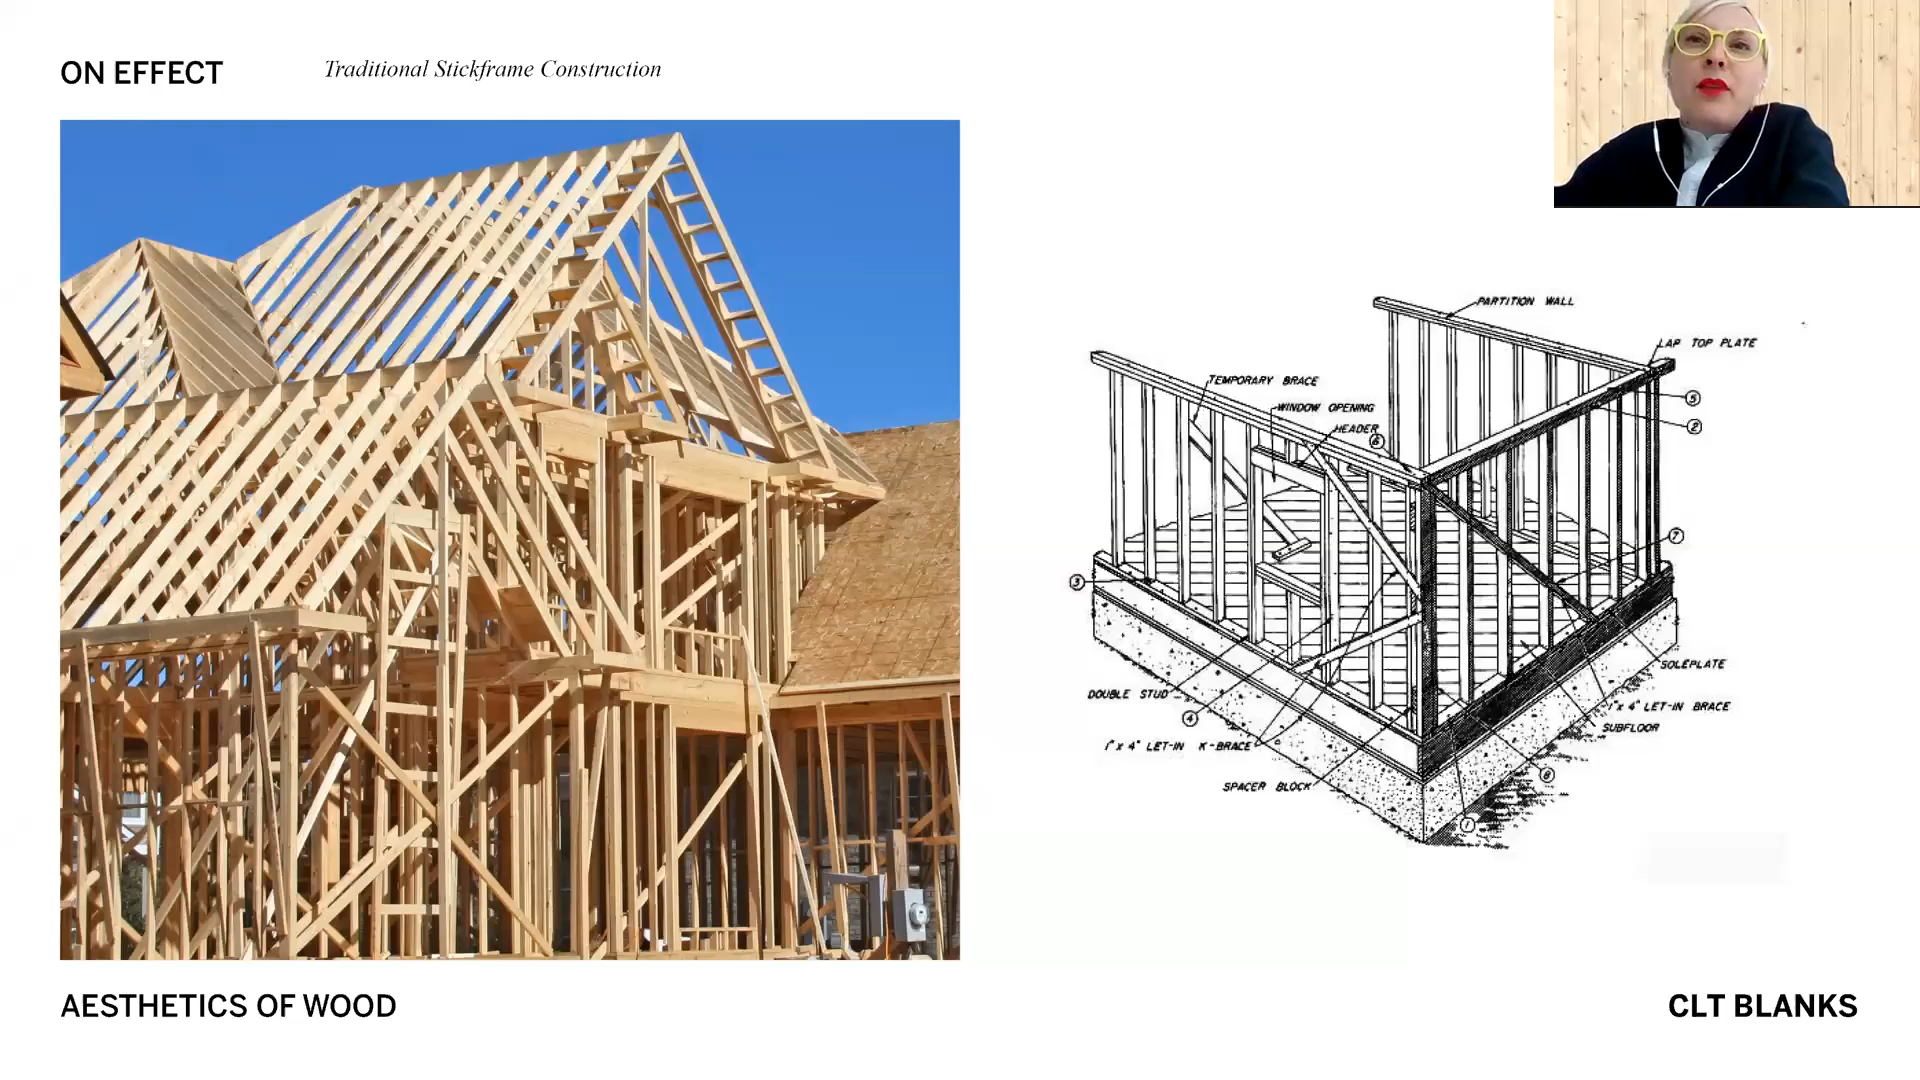 ON EFFECT
Traditional Stickframe Construction
PARTITION WALL
LAP TOP PLATE
TEMPORARY BRACE
WINDOW OPENING
HEADER
6
5
2
7
3
SOLEPLATE
DOUBLE STUD
1" x 4" LET-IN BRACE
4
SUBFLOOR
1" x 4" LET-IN K-BRACE
8
SPACER BLOCK
1
AESTHETICS OF WOOD
CLT BLANKS